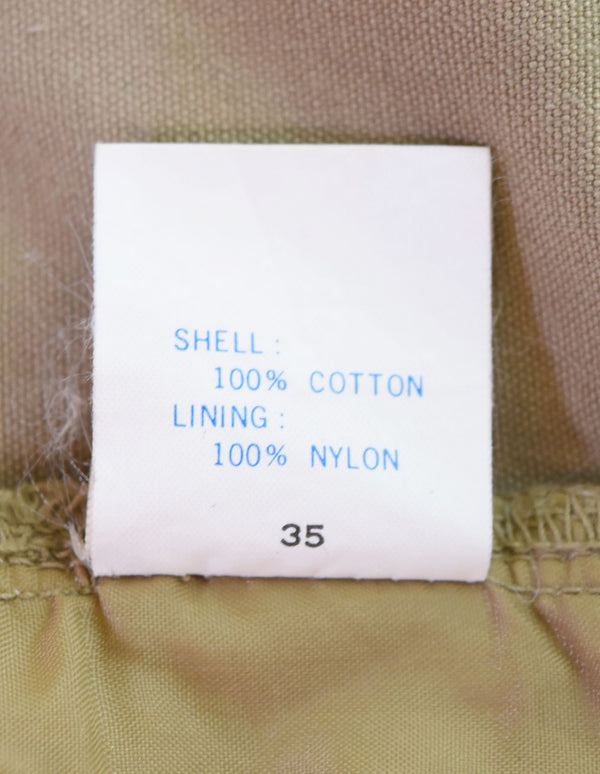 SHELL:
100% COTTON
LINING:
100% NYLON
35